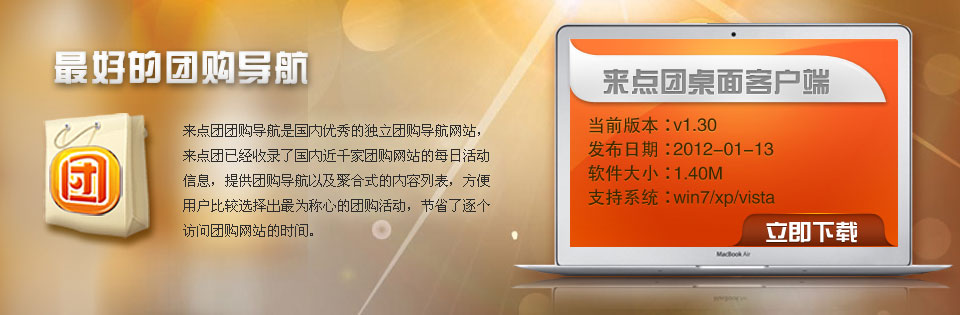 最好的团购导航
团
来点团团购导航是国内优秀的独立团购导航网站，
来点团已经收录了国内近千家团购网站的每日活动
信息，提供团购导航以及聚合式的内容列表，方便
用户比较选择出最为称心的团购活动，节省了逐个
访问团购网站的时间。
来点团桌面客户端
当前版本：v1.30
发布日期：2012-01-13
软件大小：1.40M
支持系统：win7/xp/vista
立即下载
MacBook Air